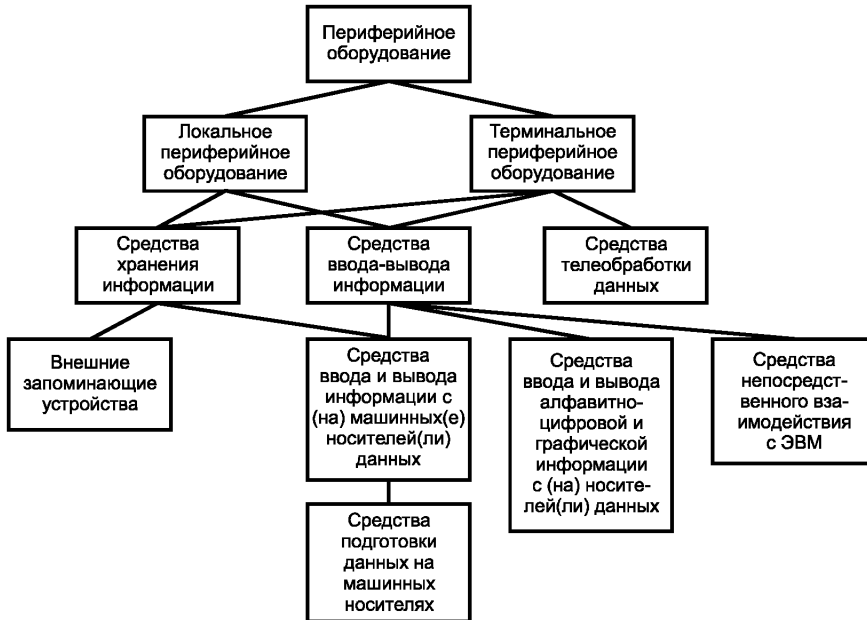 Периферийное
оборудование
Локальное
периферийное
оборудование
Терминальное
периферийное
оборудование
Средства
хранения
информации
Средства
ввода-вывода
информации
Средства
телеобработки
данных
Внешние
запоминающие
устройства
Средства
ввода и вывода
информации с
(на) машинных(е)
носителей(ли)
данных
Средства
ввода и вывода
алфавитно-
цифровой и
графической
информации
с (на) носите-
лей(ли) данных
Средства
непосредст-
венного вза-
имодействия
с ЭВМ
Средства
подготовки
данных на
машинных
носителях